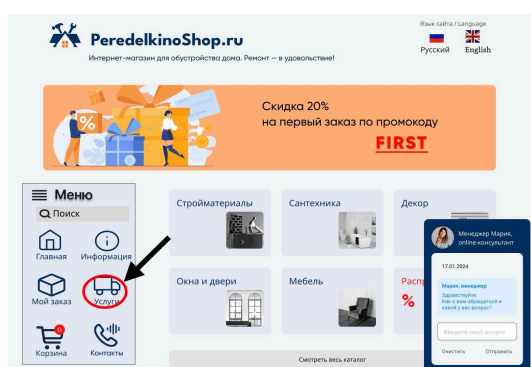 Язык сайта / Language
PeredelkinoShop.ru
Русский
English
Интернет-магазин для обустройства дома. Ремонт — в удовольствие!
%
Скидка 20%
на первый заказ по промокоду
FIRST
Меню
Поиск
Главная
Информация
Мой заказ
Услуги
0
Корзина
Контакты
Стройматериалы
Сантехника
Декор
Окна и двери
Мебель
Расп
%
Смотреть весь каталог
Менеджер Мария,
online-консультант
17.01.2024
Мария, менеджер
Здравствуйте.
Как к вам обращаться и
какой у вас вопрос?
Введите свой вопрос
Очистить
Отправить